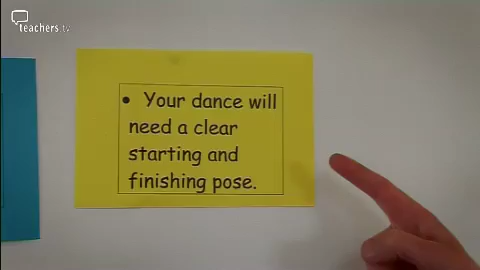 teachers.tv
• Your dance will
need a clear
starting and
finishing pose.